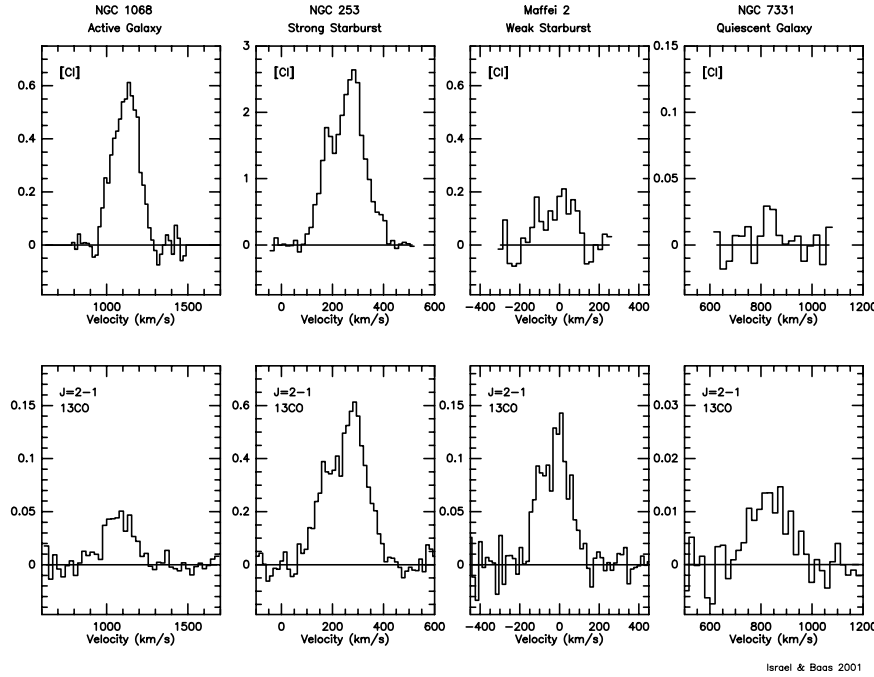 NGC 1068
Active Galaxy
NGC 253
Strong Starburst
Maffei 2
Weak Starburst
NGC 7331
Quiescent Galaxy
[CI]
0.6
0.4
0.2
0
1000 1500
Velocity (km/s)
[CI]
3
2
1
0
0 200 400 600
Velocity (km/s)
[CI]
0.6
0.4
0.2
0
−400 −200 0 200 400
Velocity (km/s)
[CI]
0.15
0.1
0.05
0
600 800 1000 1200
Velocity (km/s)
J=2−1
13CO
0.15
0.1
0.05
0
1000 1500
Velocity (km/s)
J=2−1
13CO
0.6
0.4
0.2
0
0 200 400 600
Velocity (km/s)
J=2−1
13CO
0.15
0.1
0.05
0
−400 −200 0 200 400
Velocity (km/s)
J=2−1
13CO
0.03
0.02
0.01
0
600 800 1000 1200
Velocity (km/s)
Israel & Baas 2001